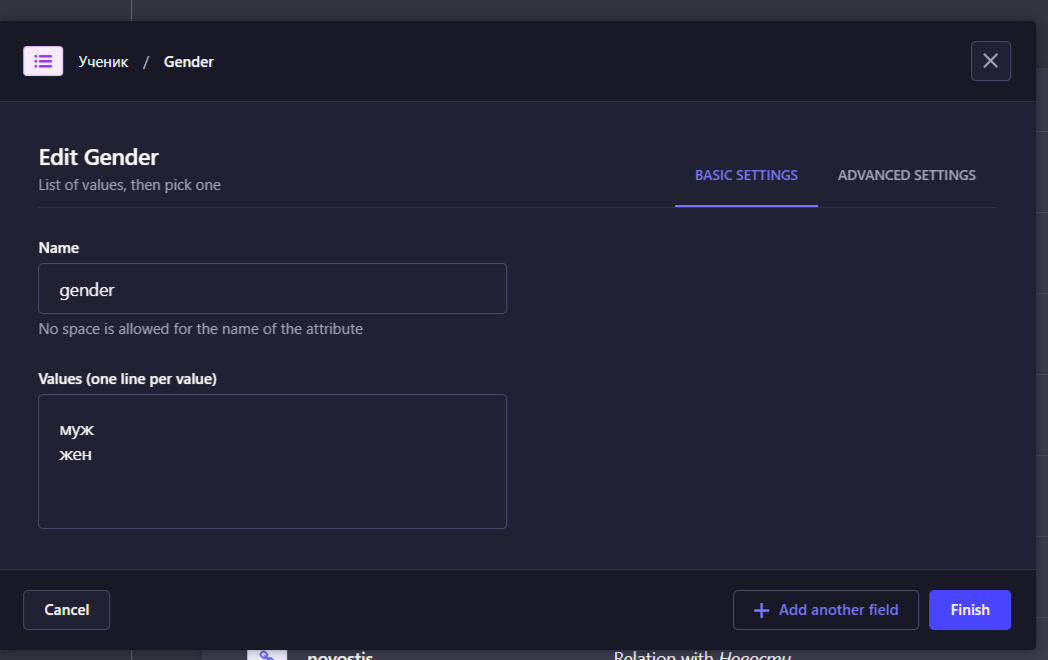 Ученик / Gender
Edit Gender
List of values, then pick one
BASIC SETTINGS
ADVANCED SETTINGS
Name
gender
No space is allowed for the name of the attribute
Values (one line per value)
муж
жен
Cancel
Add another field
Finish
novostis
Relation with Новости